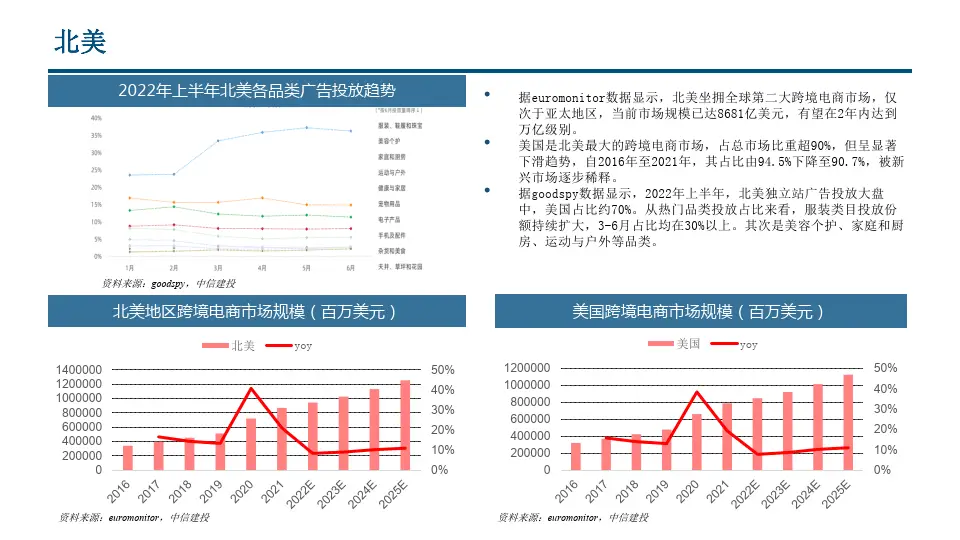 北美
2022年上半年北美各品类广告投放趋势
(*按6月投放量排序↓)
40%
35%
30%
25%
20%
15%
10%
5%
0%
1月 2月 3月 4月 5月 6月
服装、鞋履和珠宝
美容个护
家庭和厨房
运动与户外
健康与家居
宠物用品
电子产品
手机及配件
杂货和美食
天井、草坪和花园
资料来源：goodspy，中信建投
• 据euromonitor数据显示，北美坐拥全球第二大跨境电商市场，仅
次于亚太地区，当前市场规模已达8681亿美元，有望在2年内达到
万亿级别。
• 美国是北美最大的跨境电商市场，占总市场比重超90%，但呈显著
下滑趋势，自2016年至2021年，其占比由94.5%下降至90.7%，被新
兴市场逐步稀释。
• 据goodspy数据显示，2022年上半年，北美独立站广告投放大盘
中，美国占比约70%。从热门品类投放占比来看，服装类目投放份
额持续扩大，3-6月占比均在30%以上。其次是美容个护、家庭和厨
房、运动与户外等品类。
北美地区跨境电商市场规模（百万美元）
北美 yoy
1400000
1200000
1000000
800000
600000
400000
200000
0
50%
40%
30%
20%
10%
0%
2016 2017 2018 2019 2020 2021 2022E 2023E 2024E 2025E
资料来源：euromonitor，中信建投
美国跨境电商市场规模（百万美元）
美国 yoy
1200000
1000000
800000
600000
400000
200000
0
50%
40%
30%
20%
10%
0%
2016 2017 2018 2019 2020 2021 2022E 2023E 2024E 2025E
资料来源：euromonitor，中信建投